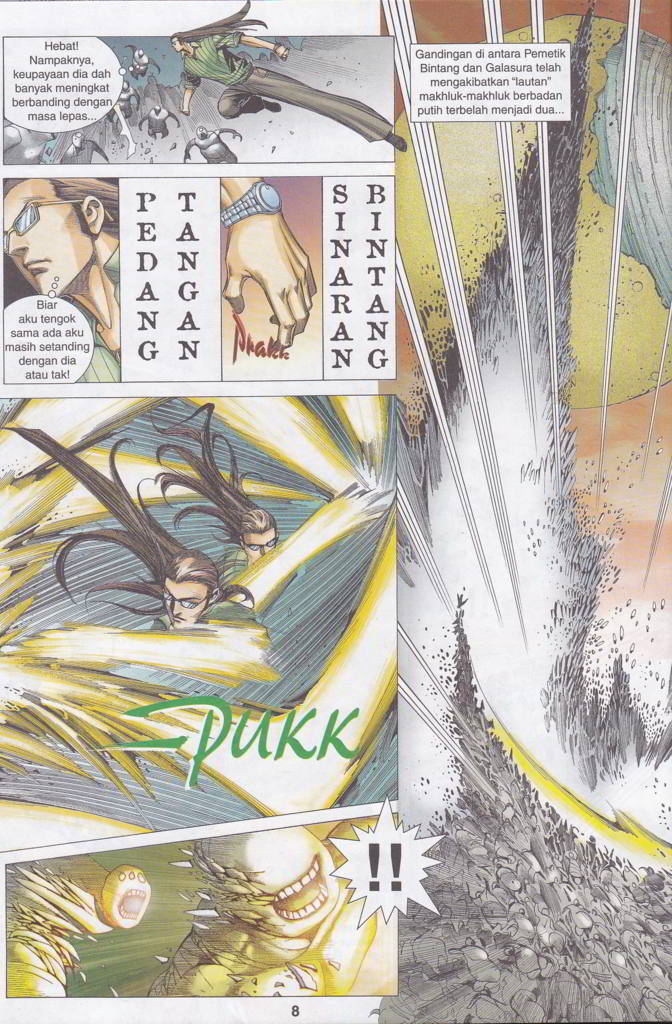 Hebat!
Nampaknya,
keupayaan dia dah
banyak meningkat
berbanding dengan
masa lepas...
Gandingan di antara Pemetik
Bintang dan Galasura telah
mengakibatkan "lautan"
makhluk-makhluk berbadan
putih terbelah menjadi dua...
Biar
aku tengok
sama ada aku
masih setanding
dengan dia
atau tak!
PEDANG
TANGAN
Prakk
SINARAN
BINTANG
PUKK
!!
8